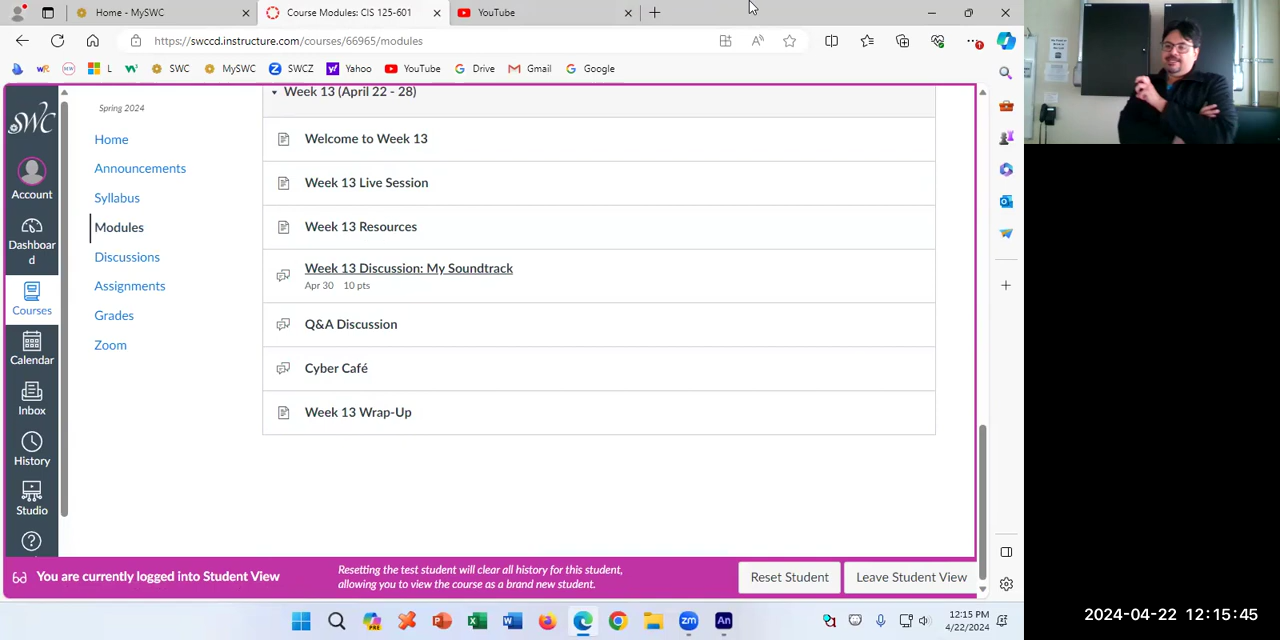 Home - MySWC
Course Modules: CIS 125-601
YouTube
https://swccd.instructure.com/courses/66965/modules
L
SWC
MySWC
SWCZ
Yahoo
YouTube
Drive
Gmail
Google
SWC
Account
Dashboar
d
Courses
Calendar
Inbox
History
Studio
Spring 2024
Home
Announcements
Syllabus
Modules
Discussions
Assignments
Grades
Zoom
Week 13 (April 22 - 28)
Welcome to Week 13
Week 13 Live Session
Week 13 Resources
Week 13 Discussion: My Soundtrack
Apr 30 10 pts
Q&A Discussion
Cyber Café
Week 13 Wrap-Up
You are currently logged into Student View
Resetting the test student will clear all history for this student,
allowing you to view the course as a brand new student.
Reset Student
Leave Student View
12:15 PM
4/22/2024
2024-04-22 12:15:45